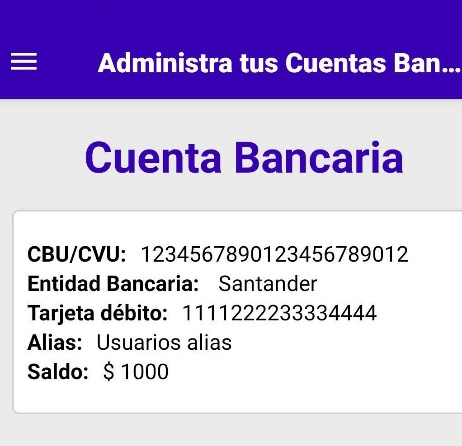 Administra tus Cuentas Ban...
Cuenta Bancaria
CBU/CVU: 1234567890123456789012
Entidad Bancaria: Santander
Tarjeta débito: 1111222233334444
Alias: Usuarios alias
Saldo: $ 1000